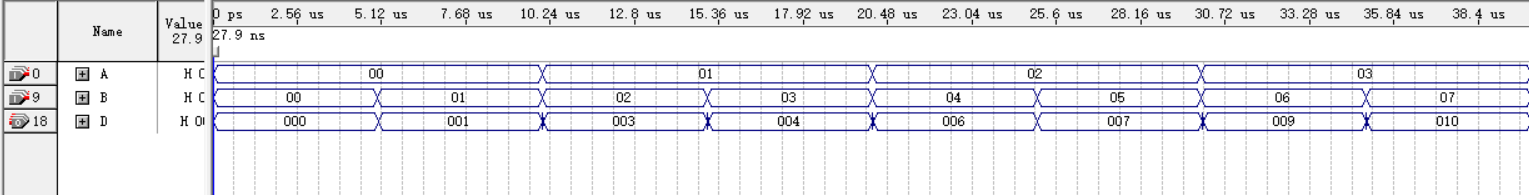 Name Value 0 ps 2.56 us 5.12 us 7.68 us 10.24 us 12.8 us 15.36 us 17.92 us 20.48 us 23.04 us 25.6 us 28.16 us 30.72 us 33.28 us 35.84 us 38.4 us
27.9 27.9 ns
0 A H 00 01 02 03
9 B H 00 01 02 03 04 05 06 07
18 D H 000 001 003 004 006 007 009 010